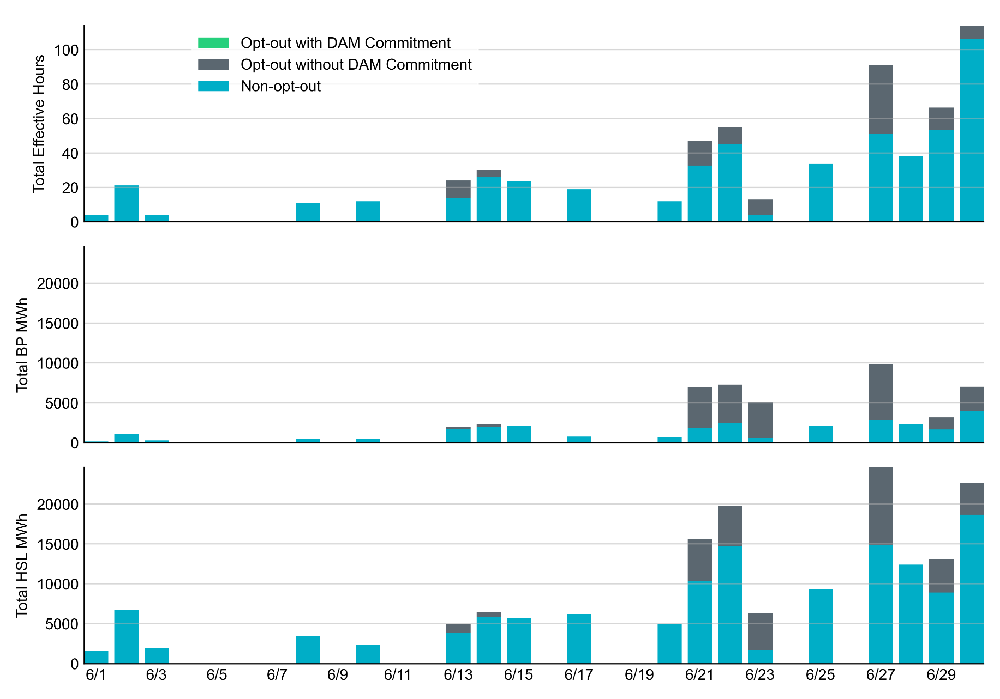 Total Effective Hours
100
80
60
40
20
0
Opt-out with DAM Commitment
Opt-out without DAM Commitment
Non-opt-out
Total BP MWh
20000
15000
10000
5000
0
Total HSL MWh
20000
15000
10000
5000
0
6/1 6/3 6/5 6/7 6/9 6/11 6/13 6/15 6/17 6/19 6/21 6/23 6/25 6/27 6/29